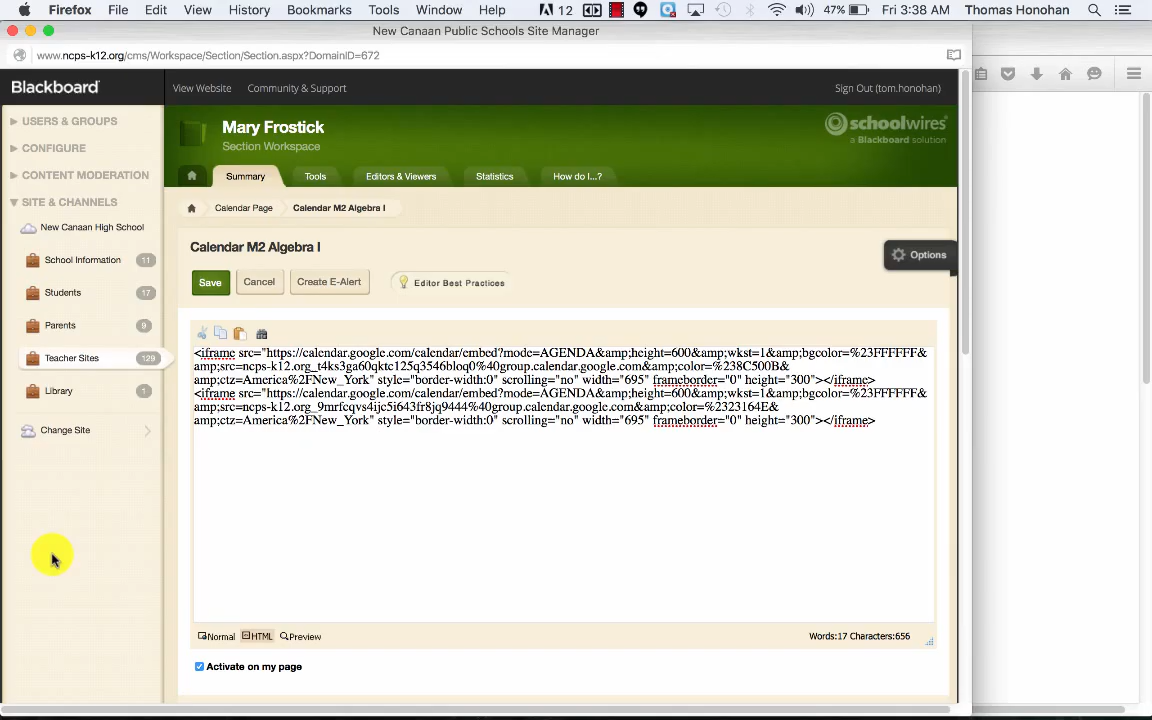 Firefox File Edit View History Bookmarks Tools Window Help 12 47% Fri 3:38 AM Thomas Honohan
New Canaan Public Schools Site Manager
www.ncps-k12.org/cms/Workspace/Section/Section.aspx?DomainID=672
Blackboard
View Website Community & Support Sign Out (tom.honohan)
USERS & GROUPS
CONFIGURE
CONTENT MODERATION
SITE & CHANNELS
New Canaan High School
School Information 11
Students 17
Parents 9
Teacher Sites 129
Library 1
Change Site
Mary Frostick
Section Workspace
schoolwires
a Blackboard solution
Summary Tools Editors & Viewers Statistics How do I...?
Calendar Page Calendar M2 Algebra I
Calendar M2 Algebra I
Options
Save Cancel Create E-Alert Editor Best Practices
<iframe src="https://calendar.google.com/calendar/embed?mode=AGENDA&amp;height=600&amp;wkst=1&amp;bgcolor=%23FFFFFF&
amp;src=ncps-k12.org_t4ks3ga60qktc125q3546bloq0%40group.calendar.google.com&amp;color=%238C500B&
amp;ctz=America%2FNew_York" style="border-width:0" scrolling="no" width="695" frameborder="0" height="300"></iframe>
<iframe src="https://calendar.google.com/calendar/embed?mode=AGENDA&amp;height=600&amp;wkst=1&amp;bgcolor=%23FFFFFF&
amp;src=ncps-k12.org_9mrfcqvs4ijc5i643fr8jq9444%40group.calendar.google.com&amp;color=%2323164E&
amp;ctz=America%2FNew_York" style="border-width:0" scrolling="no" width="695" frameborder="0" height="300"></iframe>
Normal HTML Preview Words:17 Characters:656
Activate on my page